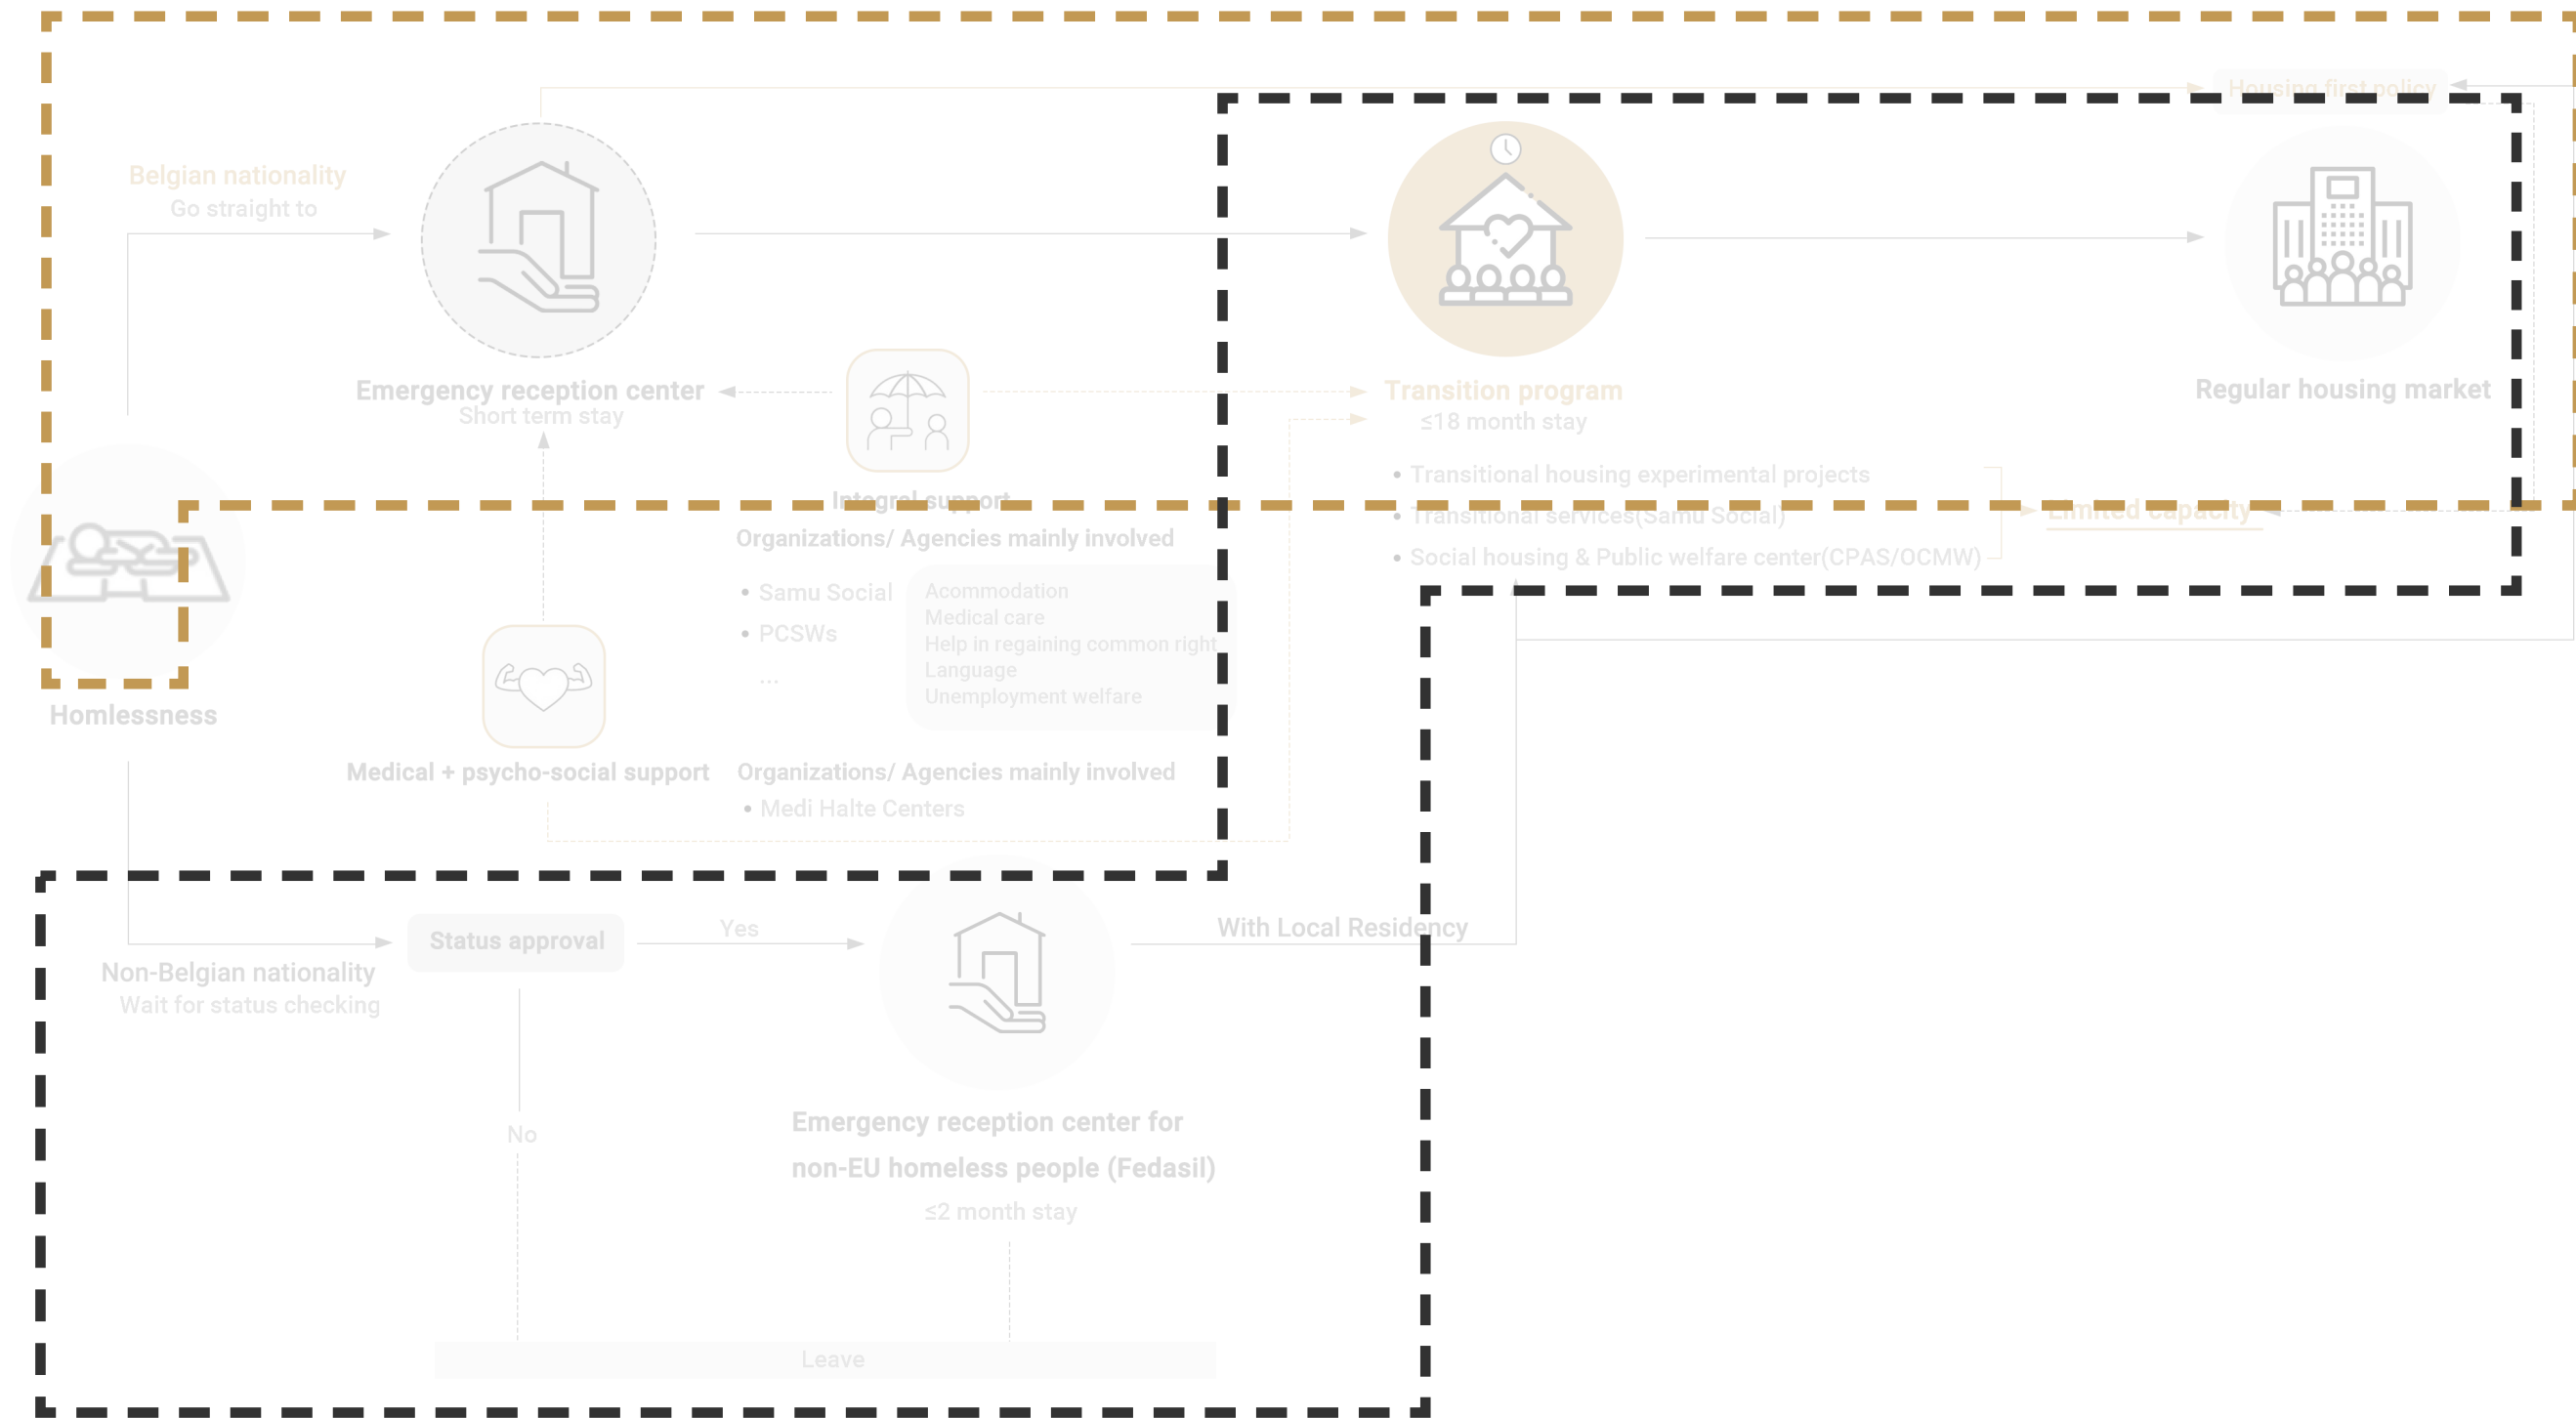 Housing first policy
Belgian nationality
Go straight to
Emergency reception center
Short term stay
Transition program
≤18 month stay
Regular housing market
Transitional housing experimental projects
Transitional services(Samu Social)
Social housing & Public welfare center(CPAS/OCMW)
Limited capacity
Integral support
Organizations/ Agencies mainly involved
Samu Social
PCSWs
...
Acommodation
Medical care
Help in regaining common right
Language
Unemployment welfare
Homlessness
Medical + psycho-social support
Organizations/ Agencies mainly involved
Medi Halte Centers
Non-Belgian nationality
Wait for status checking
Status approval
Yes
With Local Residency
No
Emergency reception center for
non-EU homeless people (Fedasil)
≤2 month stay
Leave